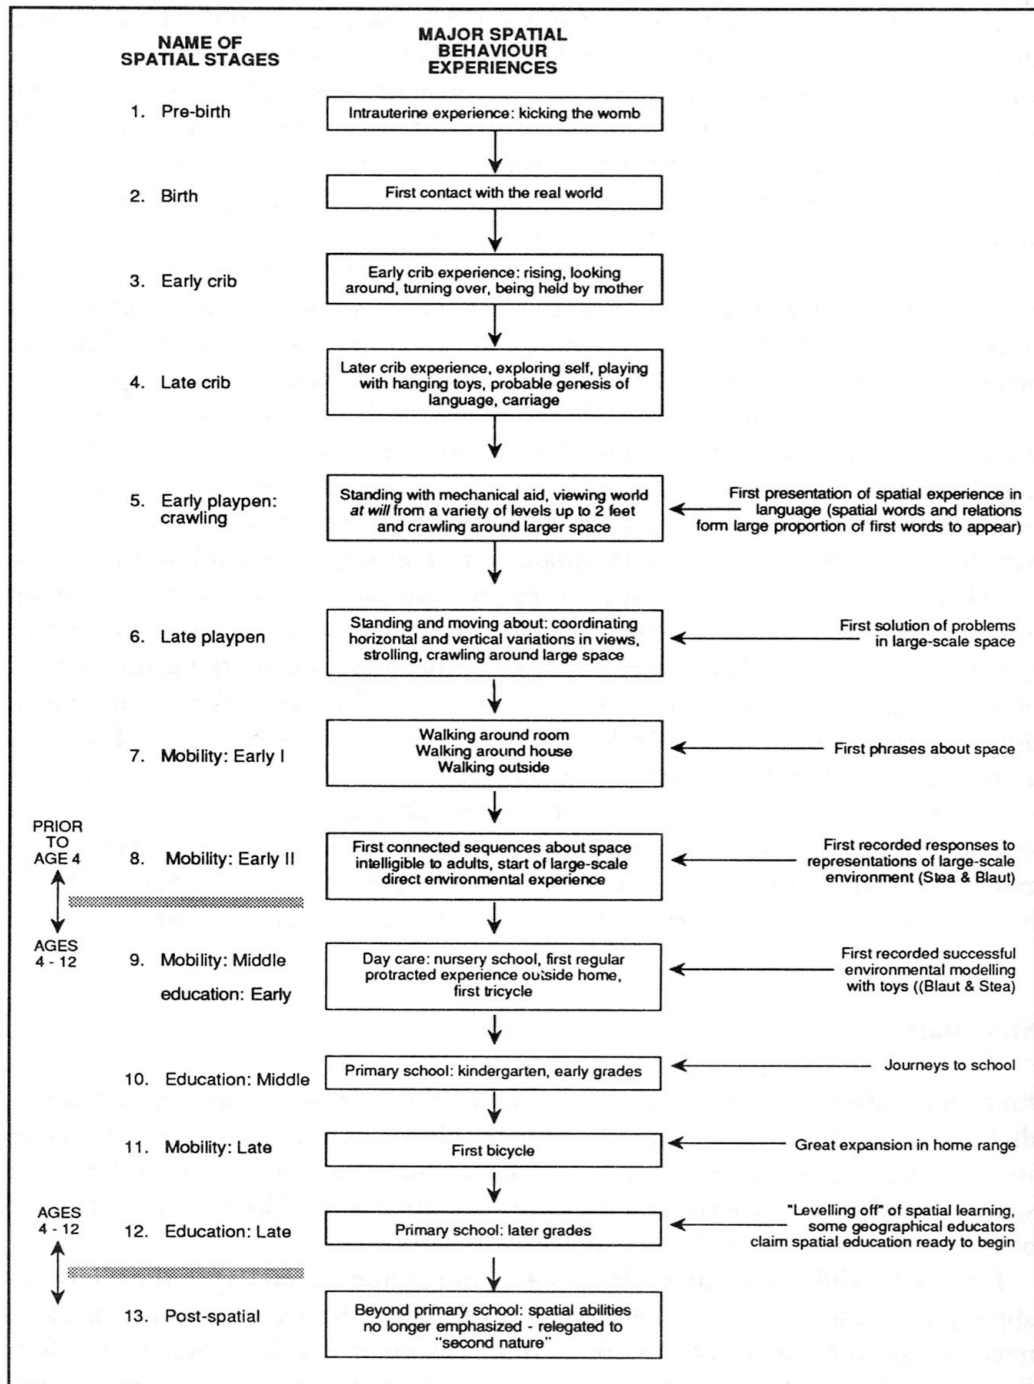 NAME OF
SPATIAL STAGES
MAJOR SPATIAL
BEHAVIOUR
EXPERIENCES
1. Pre-birth
Intrauterine experience: kicking the womb
2. Birth
First contact with the real world
3. Early crib
Early crib experience: rising, looking
around, turning over, being held by mother
4. Late crib
Later crib experience, exploring self, playing
with hanging toys, probable genesis of
language, carriage
5. Early playpen:
crawling
Standing with mechanical aid, viewing world
at will from a variety of levels up to 2 feet
and crawling around larger space
First presentation of spatial experience in
language (spatial words and relations
form large proportion of first words to appear)
6. Late playpen
Standing and moving about: coordinating
horizontal and vertical variations in views,
strolling, crawling around large space
First solution of problems
in large-scale space
7. Mobility: Early I
Walking around room
Walking around house
Walking outside
First phrases about space
PRIOR
TO
AGE 4
8. Mobility: Early II
First connected sequences about space
intelligible to adults, start of large-scale
direct environmental experience
First recorded responses to
representations of large-scale
environment (Stea & Blaut)
AGES
4 - 12
9. Mobility: Middle
education: Early
Day care: nursery school, first regular
protracted experience outside home,
first tricycle
First recorded successful
environmental modelling
with toys ((Blaut & Stea)
10. Education: Middle
Primary school: kindergarten, early grades
Journeys to school
11. Mobility: Late
First bicycle
Great expansion in home range
AGES
4 - 12
12. Education: Late
Primary school: later grades
"Levelling off" of spatial learning,
some geographical educators
claim spatial education ready to begin
13. Post-spatial
Beyond primary school: spatial abilities
no longer emphasized - relegated to
"second nature"